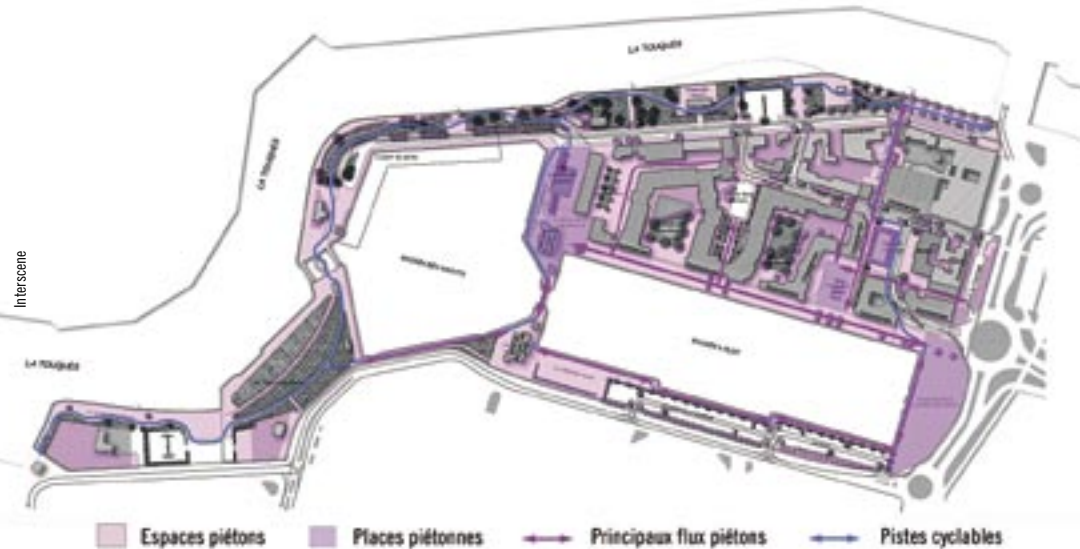 LA TOUQUES
LA TOUQUES
Interscene
LA TOUQUES
Espaces piétons
Places piétonnes
Principaux flux piétons
Pistes cyclables